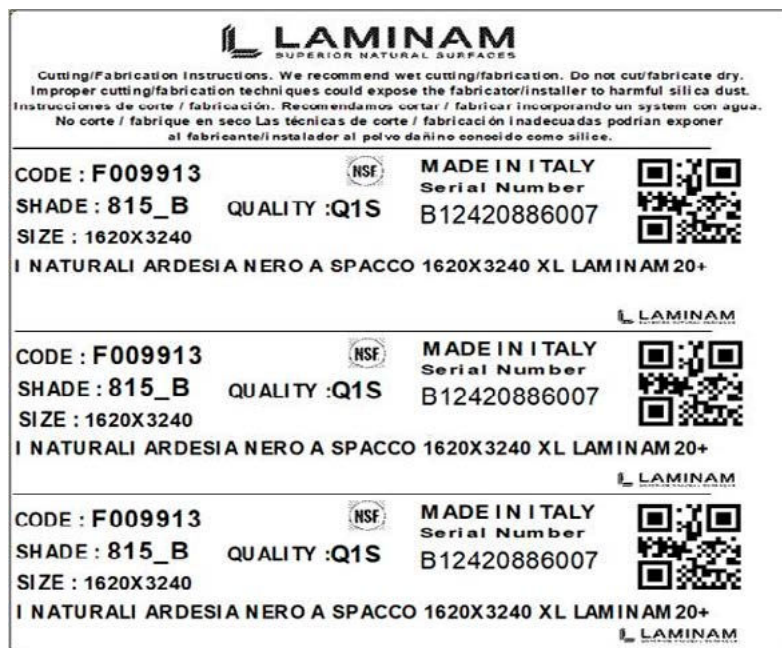 LAMINAM
SUPERIOR NATURAL SURFACES
Cutting/Fabrication Instructions. We recommend wet cutting/fabrication. Do not cut/fabricate dry.
Improper cutting/fabrication techniques could expose the fabricator/installer to harmful silica dust.
Instrucciones de corte / fabricación. Recomendamos cortar / fabricar incorporando un system con agua.
No corte / fabrique en seco Las técnicas de corte / fabricación inadecuadas podrían exponer
al fabricante/instalador al polvo dañino conocido como silice.
CODE : F009913 NSF MADE IN ITALY
Serial Number
SHADE : 815_B QUALITY :Q1S B12420886007
SIZE : 1620X3240
I NATURALI ARDESIA NERO A SPACCO 1620X3240 XL LAMINAM 20+
LAMINAM
CODE : F009913 NSF MADE IN ITALY
Serial Number
SHADE : 815_B QUALITY :Q1S B12420886007
SIZE : 1620X3240
I NATURALI ARDESIA NERO A SPACCO 1620X3240 XL LAMINAM 20+
LAMINAM
CODE : F009913 NSF MADE IN ITALY
Serial Number
SHADE : 815_B QUALITY :Q1S B12420886007
SIZE : 1620X3240
I NATURALI ARDESIA NERO A SPACCO 1620X3240 XL LAMINAM 20+
LAMINAM